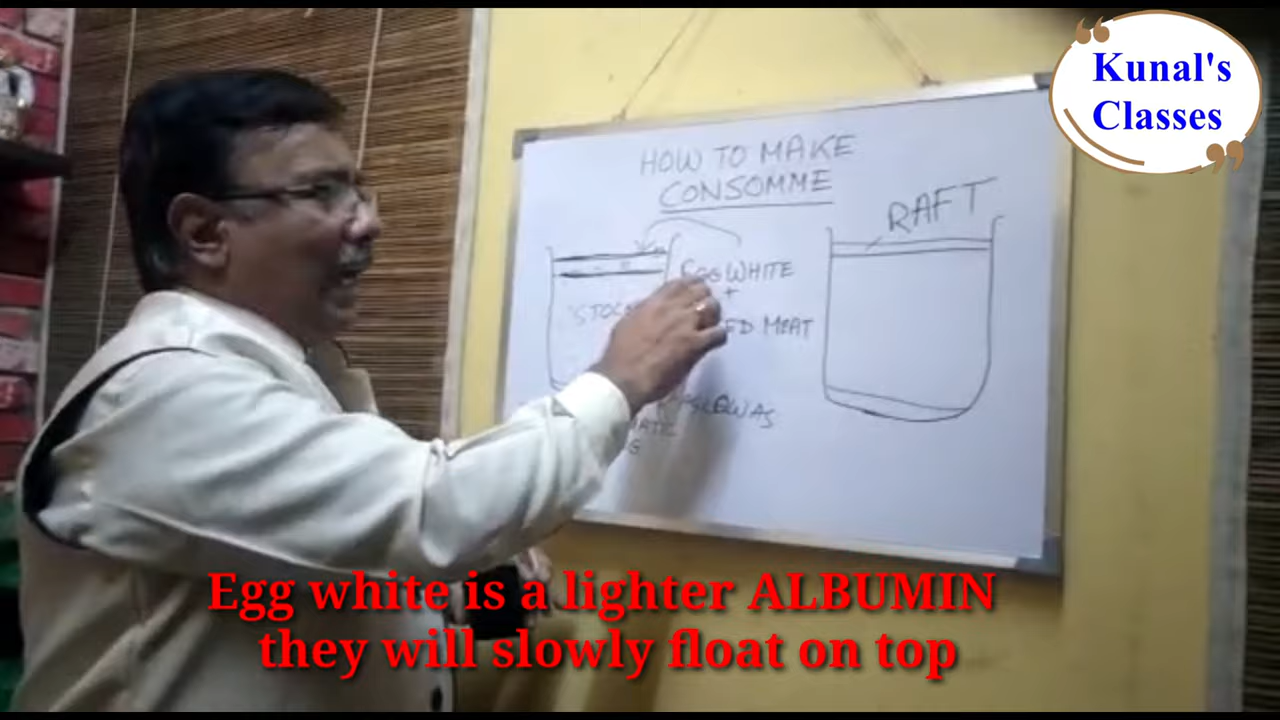 Kunal's
Classes
HOW TO MAKE
CONSOMME
RAFT
EGG WHITE
+
MEAT
Egg white is a lighter ALBUMIN
they will slowly float on top